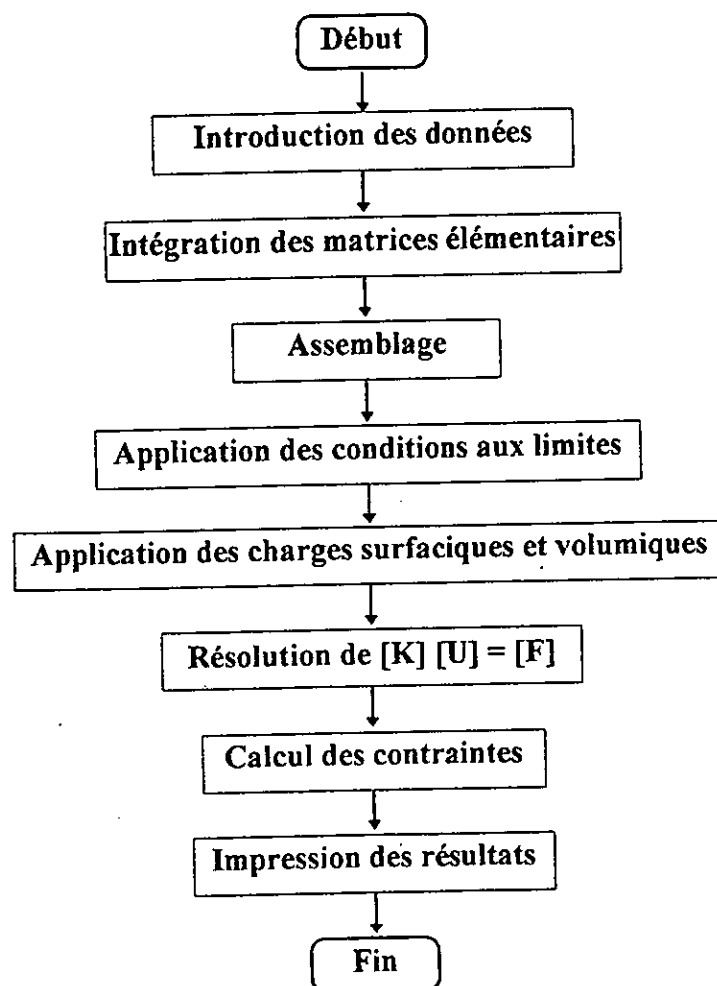 Début
Introduction des données
Intégration des matrices élémentaires
Assemblage
Application des conditions aux limites
Application des charges surfaciques et volumiques
Résolution de [K] [U] = [F]
Calcul des contraintes
Impression des résultats
Fin